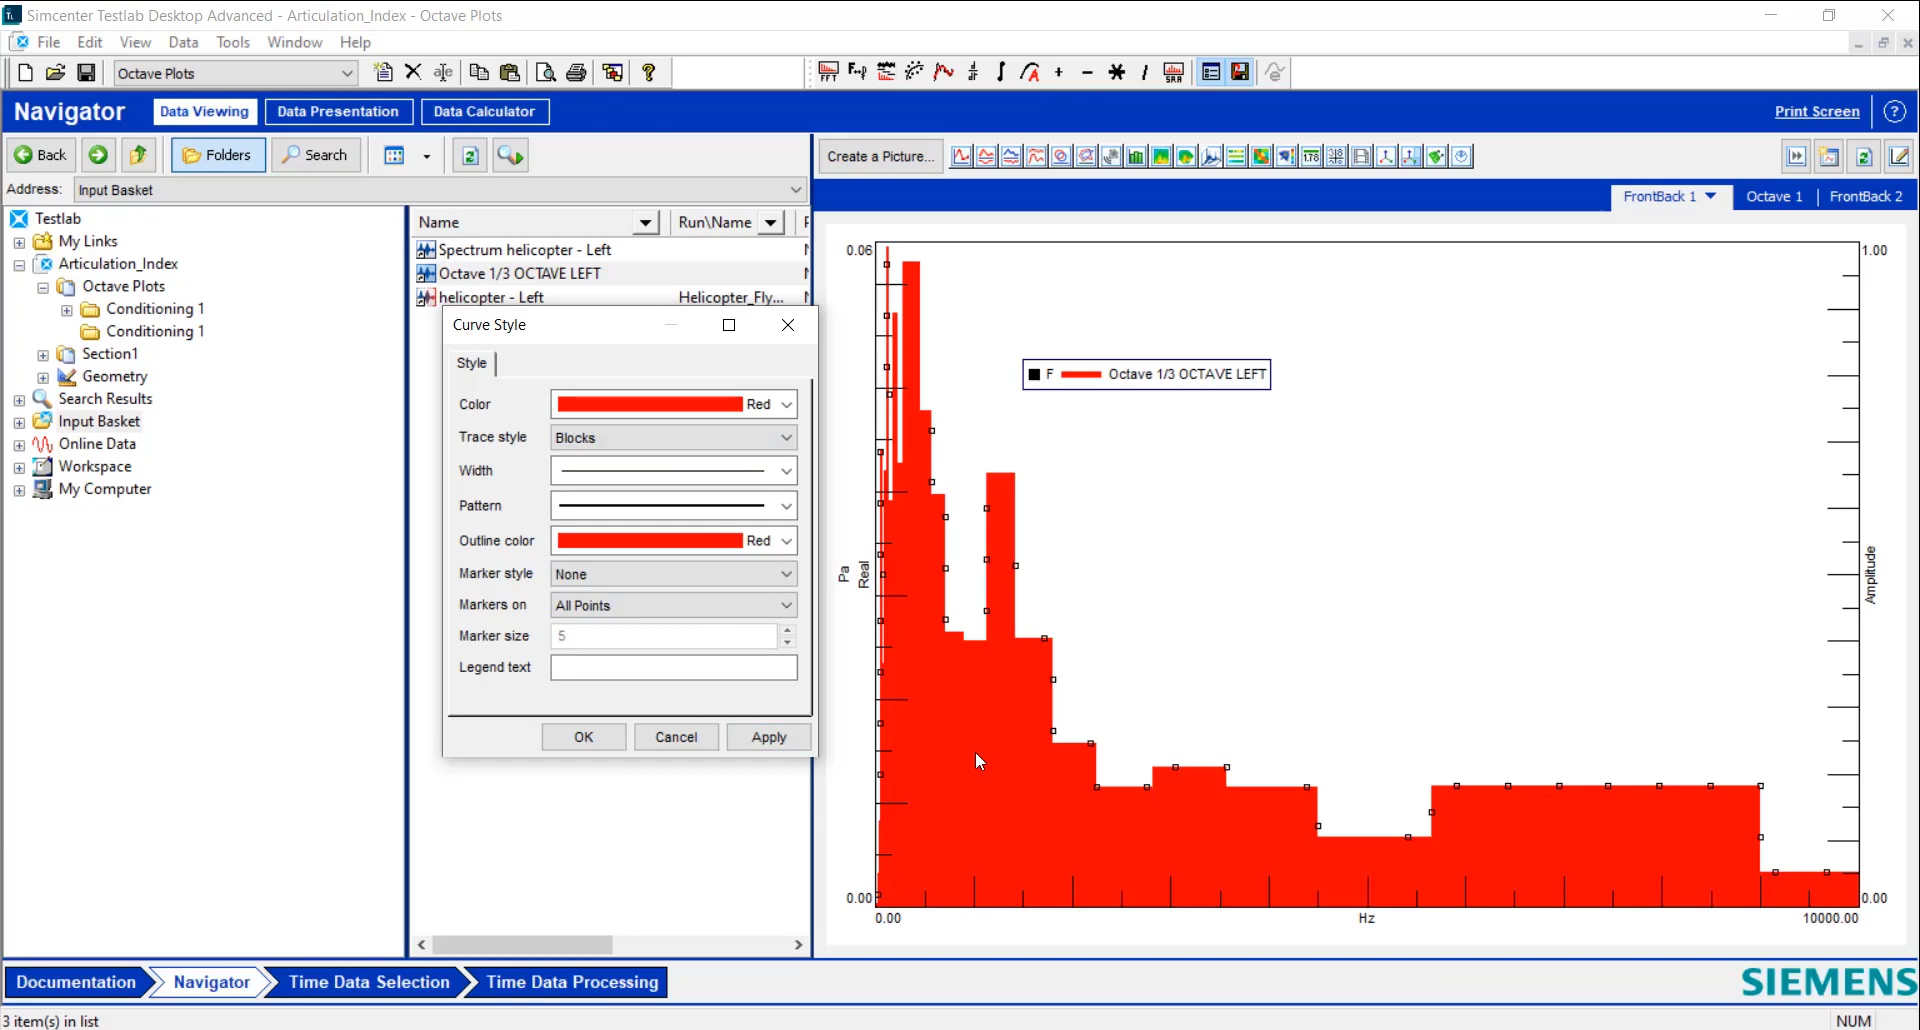 Simcenter Testlab Desktop Advanced - Articulation_Index - Octave Plots
File Edit View Data Tools Window Help
Octave Plots
Navigator Data Viewing Data Presentation Data Calculator Print Screen
Back Folders Search Create a Picture...
Address: Input Basket
FrontBack 1 Octave 1 FrontBack 2
Testlab
My Links
Articulation_Index
Octave Plots
Conditioning 1
Conditioning 1
Section1
Geometry
Search Results
Input Basket
Online Data
Workspace
My Computer
Name Run\Name
Spectrum helicopter - Left
Octave 1/3 OCTAVE LEFT
helicopter - Left Helicopter_Fly...
Curve Style
Style
Color Red
Trace style Blocks
Width
Pattern
Outline color Red
Marker style None
Markers on All Points
Marker size 5
Legend text
OK Cancel Apply
0.06 1.00
F Octave 1/3 OCTAVE LEFT
Pa
Real
Amplitude
0.00 0.00
0.00 Hz 10000.00
Documentation Navigator Time Data Selection Time Data Processing
SIEMENS
3 item(s) in list NUM